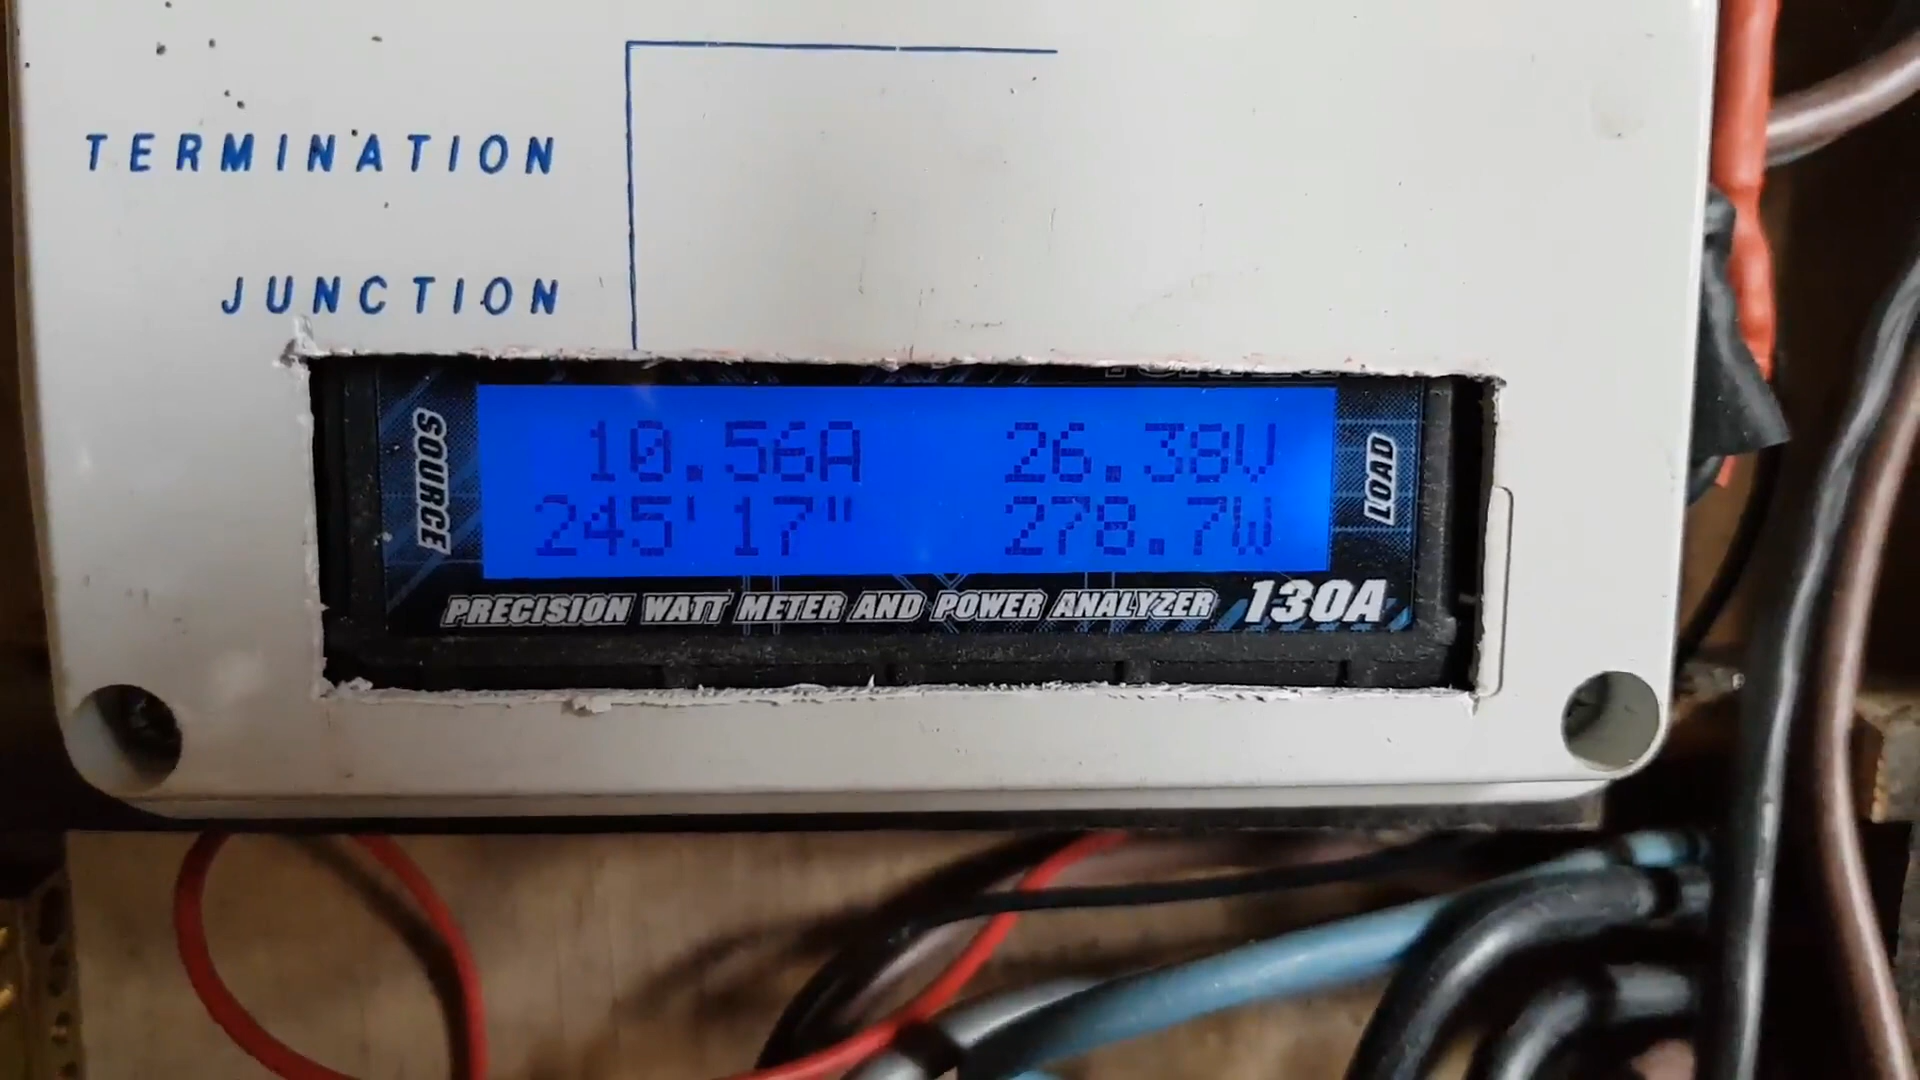 TERMINATION
JUNCTION
SOURCE
10.56A 26.38V
245'17" 278.7W
LOAD
PRECISION WATT METER AND POWER ANALYZER 130A